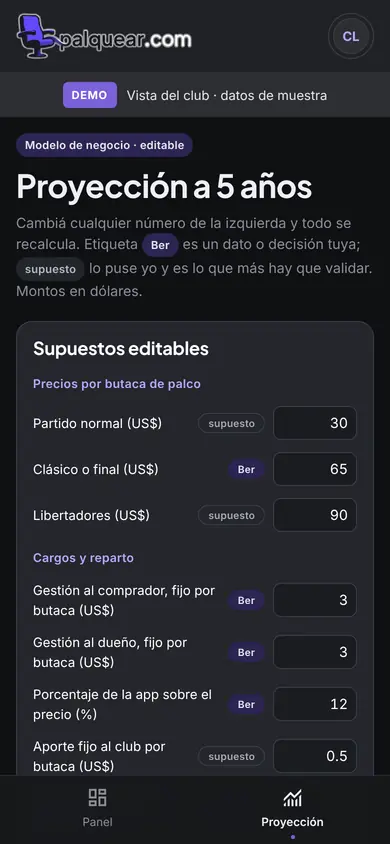 epalquear.com
CL
DEMO Vista del club · datos de muestra
Modelo de negocio · editable
Proyección a 5 años
Cambiá cualquier número de la izquierda y todo se
recalcula. Etiqueta Ber es un dato o decisión tuya;
supuesto lo puse yo y es lo que más hay que validar.
Montos en dólares.
Supuestos editables
Precios por butaca de palco
Partido normal (US$) supuesto 30
Clásico o final (US$) Ber 65
Libertadores (US$) supuesto 90
Cargos y reparto
Gestión al comprador, fijo por
butaca (US$) Ber 3
Gestión al dueño, fijo por
butaca (US$) Ber 3
Porcentaje de la app sobre el
precio (%) Ber 12
Aporte fijo al club por
butaca (US$) supuesto 0.5
Panel Proyección